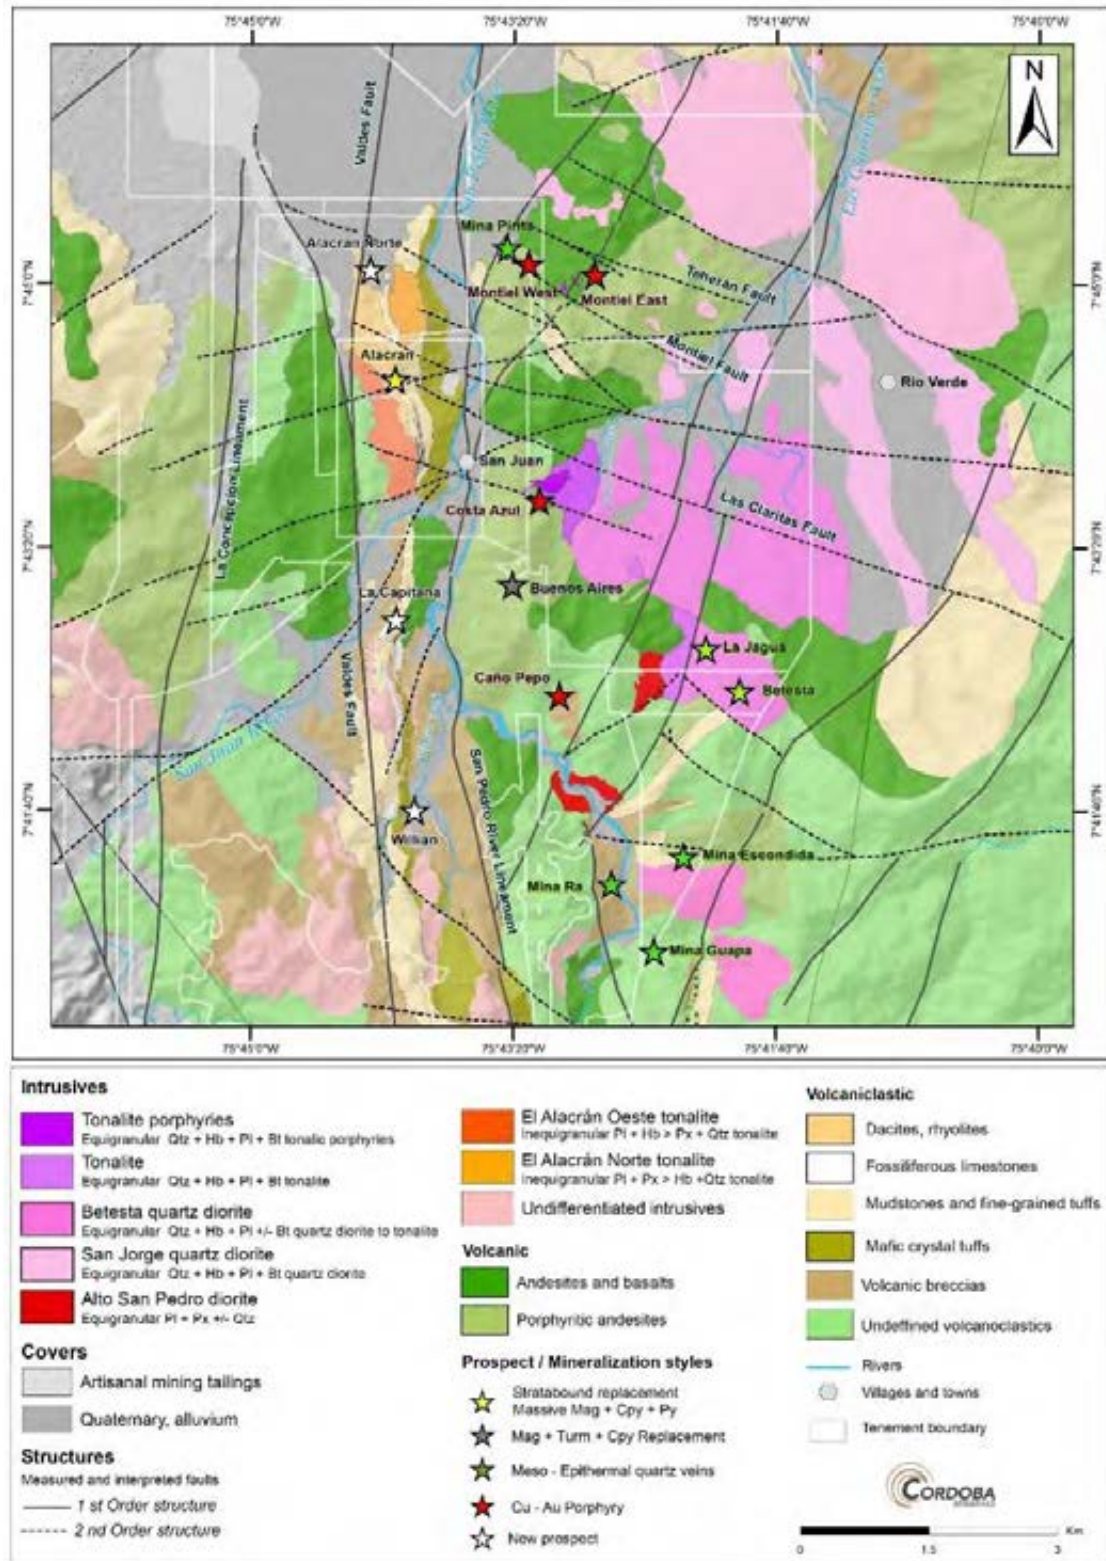 75°45'0"W 75°43'20"W 75°41'40"W 75°40'0"W
N
Valdes Fault
Mina Pinto
Alacran Norte
Montiel West
Montiel East
Teheran Fault
7°45'0"N
7°45'0"N
Montiel Fault
Alacran
Rio Verde
La Concepcion Lineament
San Juan
Costa Azul
Las Claritas Fault
7°43'20"N
7°43'20"N
Buenos Aires
La Capitana
La Jagua
Caño Pepo
Betesta
Valdes Fault
San Juan River
San Pedro River Lineament
7°41'40"N
7°41'40"N
Willian
Mina Escondida
Mina Ra
Mina Guapa
75°45'0"W 75°43'20"W 75°41'40"W 75°40'0"W
Intrusives
Tonalite porphyries
Equigranular Qtz + Hb + Pl + Bt tonalic porphyries
Tonalite
Equigranular Qtz + Hb + Pl + Bt tonalite
Betesta quartz diorite
Equigranular Qtz + Hb + Pl +/- Bt quartz diorite to tonalite
San Jorge quartz diorite
Equigranular Qtz + Hb + Pl + Bt quartz diorite
Alto San Pedro diorite
Equigranular Pl + Px +/- Qtz
Covers
Artisanal mining tailings
Quaternary, alluvium
Structures
Measured and interpreted faults
1 st Order structure
2 nd Order structure
El Alacrán Oeste tonalite
Inequigranular Pl + Hb > Px + Qtz tonalite
El Alacrán Norte tonalite
Inequigranular Pl + Px > Hb +Qtz tonalite
Undifferentiated intrusives
Volcanic
Andesites and basalts
Porphyritic andesites
Prospect / Mineralization styles
Stratabound replacement
Massive Mag + Cpy + Py
Mag + Turm + Cpy Replacement
Meso - Epithermal quartz veins
Cu - Au Porphyry
New prospect
Volcaniclastic
Dacites, rhyolites
Fossiliferous limestones
Mudstones and fine-grained tuffs
Mafic crystal tuffs
Volcanic breccias
Undeffined volcanoclastics
Rivers
Villages and towns
Tenement boundary
CORDOBA
MINERALS
Km
0 1.5 3